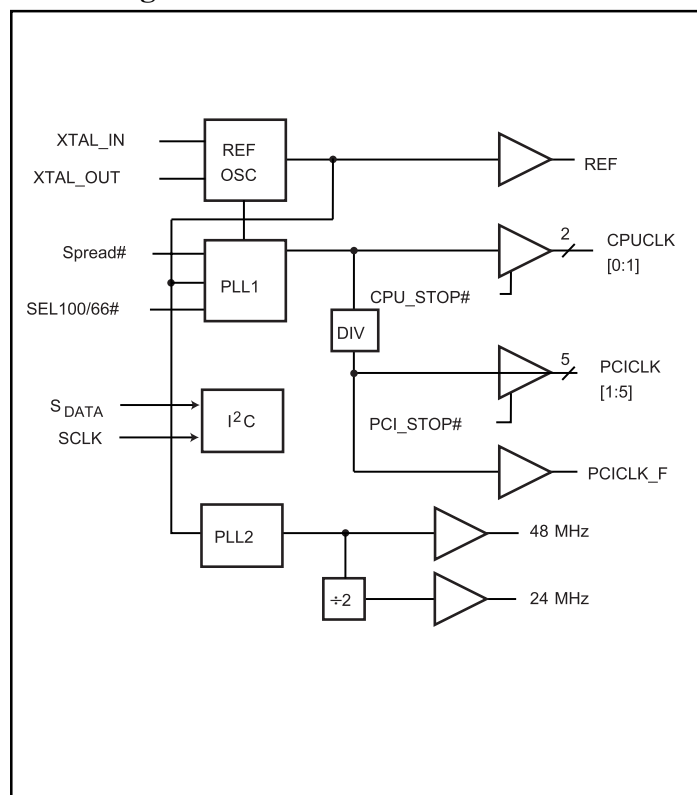 XTAL_IN
XTAL_OUT
REF
OSC
REF
Spread#
SEL100/66#
PLL1
2
CPUCLK
[0:1]
CPU_STOP#
DIV
5
PCICLK
[1:5]
PCI_STOP#
S DATA
SCLK
I²C
PCICLK_F
PLL2
48 MHz
÷2
24 MHz